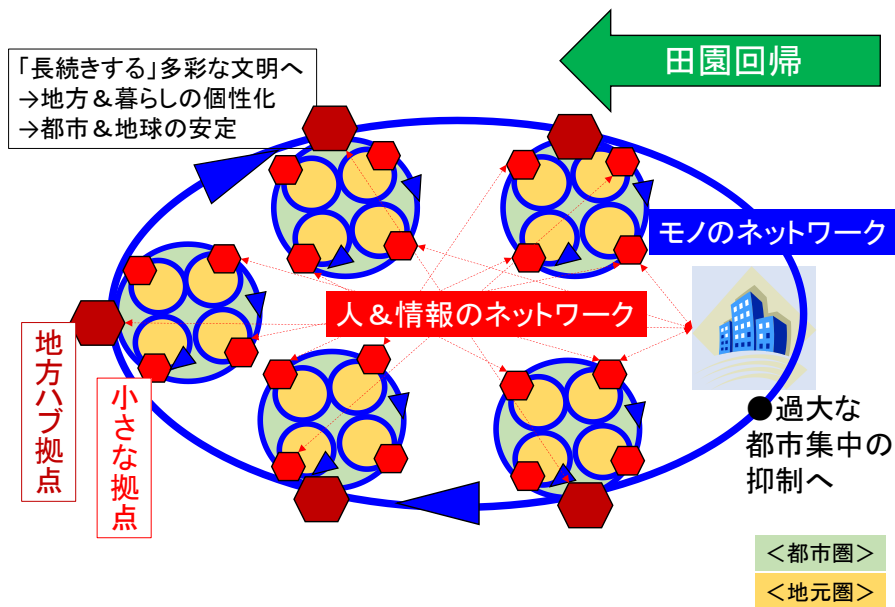 田園回帰
「長続きする」多彩な文明へ
→地方＆暮らしの個性化
→都市＆地球の安定
モノのネットワーク
人＆情報のネットワーク
地方ハブ拠点
小さな拠点
●過大な
都市集中の
抑制へ
＜都市圏＞
＜地元圏＞